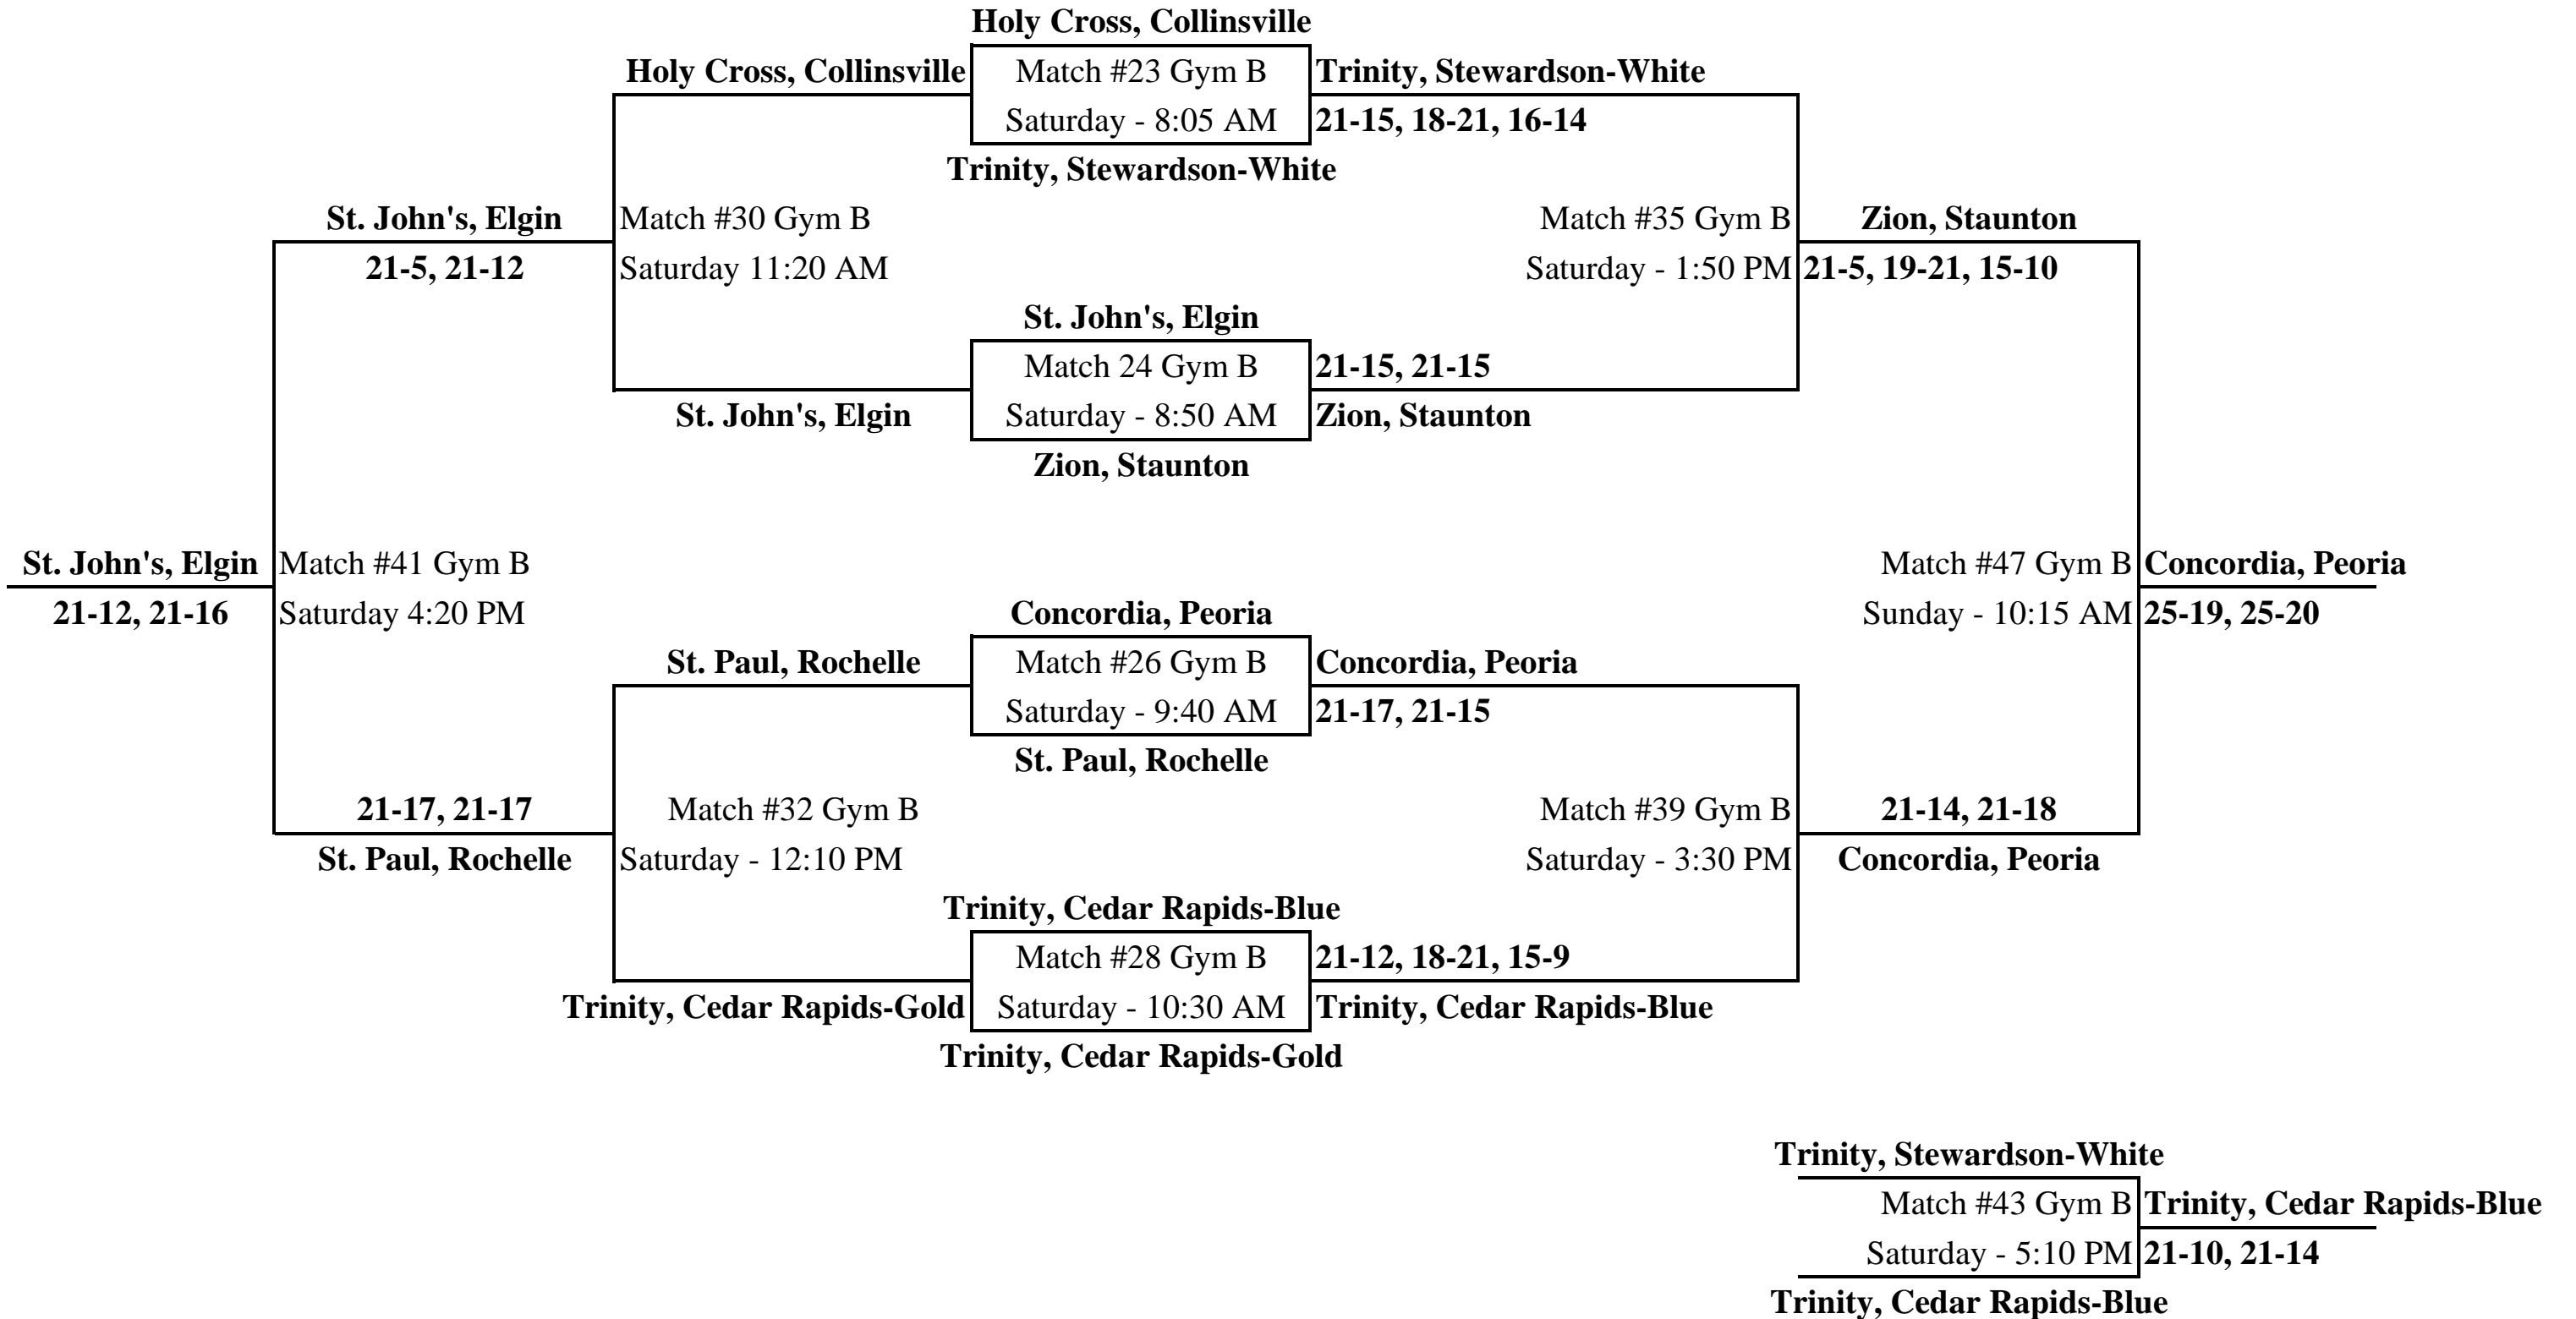 Holy Cross, Collinsville
Holy Cross, Collinsville
Match #23 Gym B
Trinity, Stewardson-White
Saturday - 8:05 AM
21-15, 18-21, 16-14
Trinity, Stewardson-White
St. John's, Elgin
Match #30 Gym B
Match #35 Gym B
Zion, Staunton
21-5, 21-12
Saturday 11:20 AM
Saturday - 1:50 PM
21-5, 19-21, 15-10
St. John's, Elgin
Match 24 Gym B
21-15, 21-15
St. John's, Elgin
Saturday - 8:50 AM
Zion, Staunton
Zion, Staunton
St. John's, Elgin
Match #41 Gym B
Match #47 Gym B
Concordia, Peoria
21-12, 21-16
Saturday 4:20 PM
Concordia, Peoria
Sunday - 10:15 AM
25-19, 25-20
St. Paul, Rochelle
Match #26 Gym B
Concordia, Peoria
Saturday - 9:40 AM
21-17, 21-15
St. Paul, Rochelle
21-17, 21-17
Match #32 Gym B
Match #39 Gym B
21-14, 21-18
St. Paul, Rochelle
Saturday - 12:10 PM
Saturday - 3:30 PM
Concordia, Peoria
Trinity, Cedar Rapids-Blue
Match #28 Gym B
21-12, 18-21, 15-9
Trinity, Cedar Rapids-Gold
Saturday - 10:30 AM
Trinity, Cedar Rapids-Blue
Trinity, Cedar Rapids-Gold
Trinity, Stewardson-White
Match #43 Gym B
Trinity, Cedar Rapids-Blue
Saturday - 5:10 PM
21-10, 21-14
Trinity, Cedar Rapids-Blue